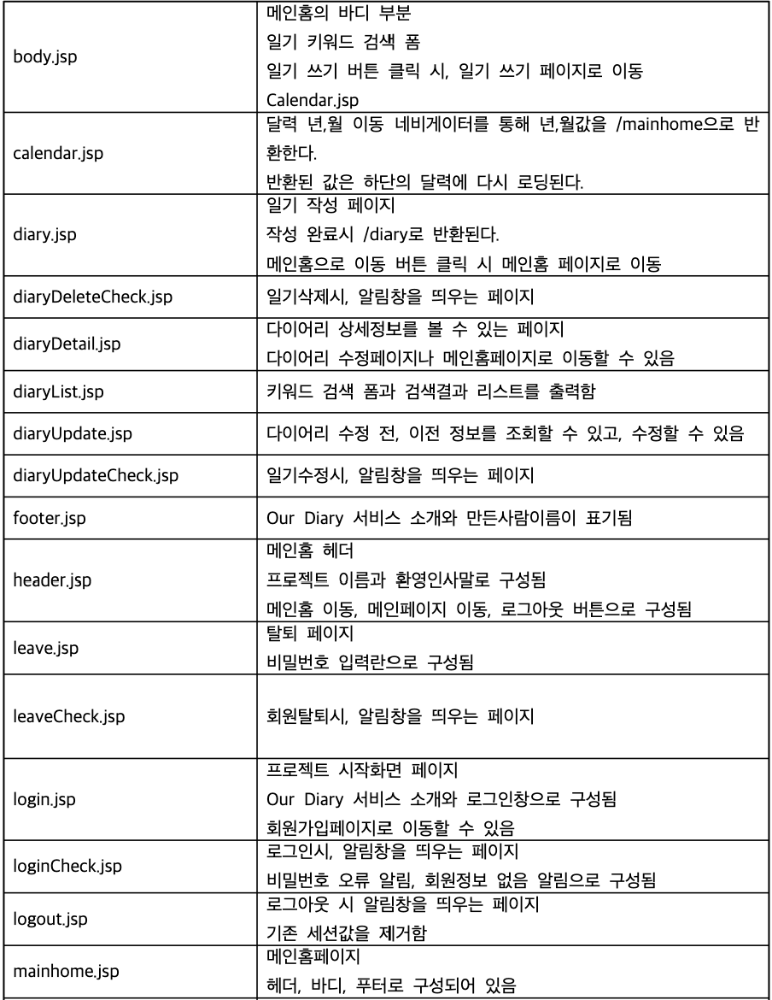 body.jsp
메인홈의 바디 부분
일기 키워드 검색 폼
일기 쓰기 버튼 클릭 시, 일기 쓰기 페이지로 이동
Calendar.jsp
calendar.jsp
달력 년,월 이동 네비게이터를 통해 년,월값을 /mainhome으로 반
환한다.
반환된 값은 하단의 달력에 다시 로딩된다.
diary.jsp
일기 작성 페이지
작성 완료시 /diary로 반환된다.
메인홈으로 이동 버튼 클릭 시 메인홈 페이지로 이동
diaryDeleteCheck.jsp
일기삭제시, 알림창을 띄우는 페이지
diaryDetail.jsp
다이어리 상세정보를 볼 수 있는 페이지
다이어리 수정페이지나 메인홈페이지로 이동할 수 있음
diaryList.jsp
키워드 검색 폼과 검색결과 리스트를 출력함
diaryUpdate.jsp
다이어리 수정 전, 이전 정보를 조회할 수 있고, 수정할 수 있음
diaryUpdateCheck.jsp
일기수정시, 알림창을 띄우는 페이지
footer.jsp
Our Diary 서비스 소개와 만든사람이름이 표기됨
header.jsp
메인홈 헤더
프로젝트 이름과 환영인사말로 구성됨
메인홈 이동, 메인페이지 이동, 로그아웃 버튼으로 구성됨
leave.jsp
탈퇴 페이지
비밀번호 입력란으로 구성됨
leaveCheck.jsp
회원탈퇴시, 알림창을 띄우는 페이지
login.jsp
프로젝트 시작화면 페이지
Our Diary 서비스 소개와 로그인창으로 구성됨
회원가입페이지로 이동할 수 있음
loginCheck.jsp
로그인시, 알림창을 띄우는 페이지
비밀번호 오류 알림, 회원정보 없음 알림으로 구성됨
logout.jsp
로그아웃 시 알림창을 띄우는 페이지
기존 세션값을 제거함
mainhome.jsp
메인홈페이지
헤더, 바디, 푸터로 구성되어 있음